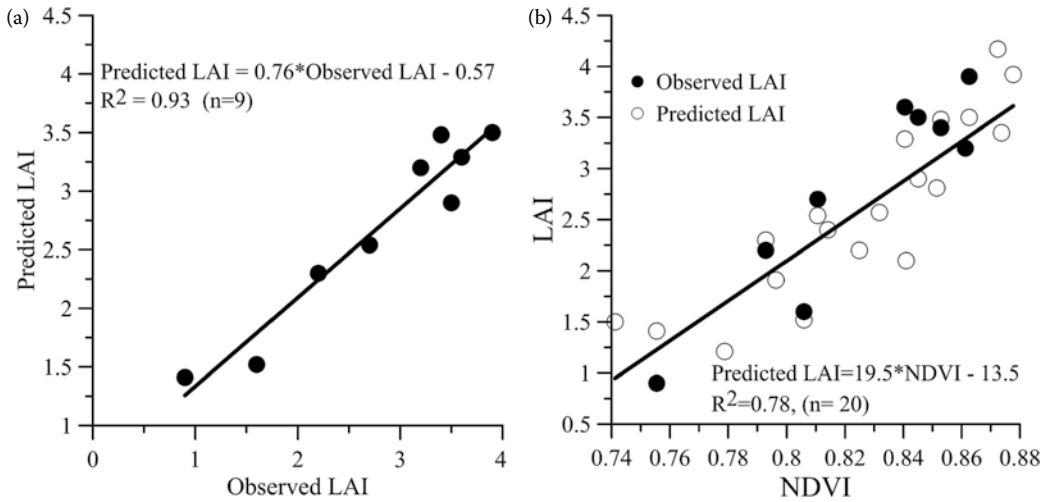 (a)
4.5
4
3.5
3
2.5
2
1.5
1
0
1
2
3
4
Predicted LAI
Observed LAI
Predicted LAI = 0.76*Observed LAI - 0.57
R2 = 0.93 (n=9)
(b)
4.5
4
3.5
3
2.5
2
1.5
1
0.5
0.74
0.76
0.78
0.8
0.82
0.84
0.86
0.88
LAI
NDVI
Observed LAI
Predicted LAI
Predicted LAI=19.5*NDVI - 13.5
R2=0.78, (n= 20)